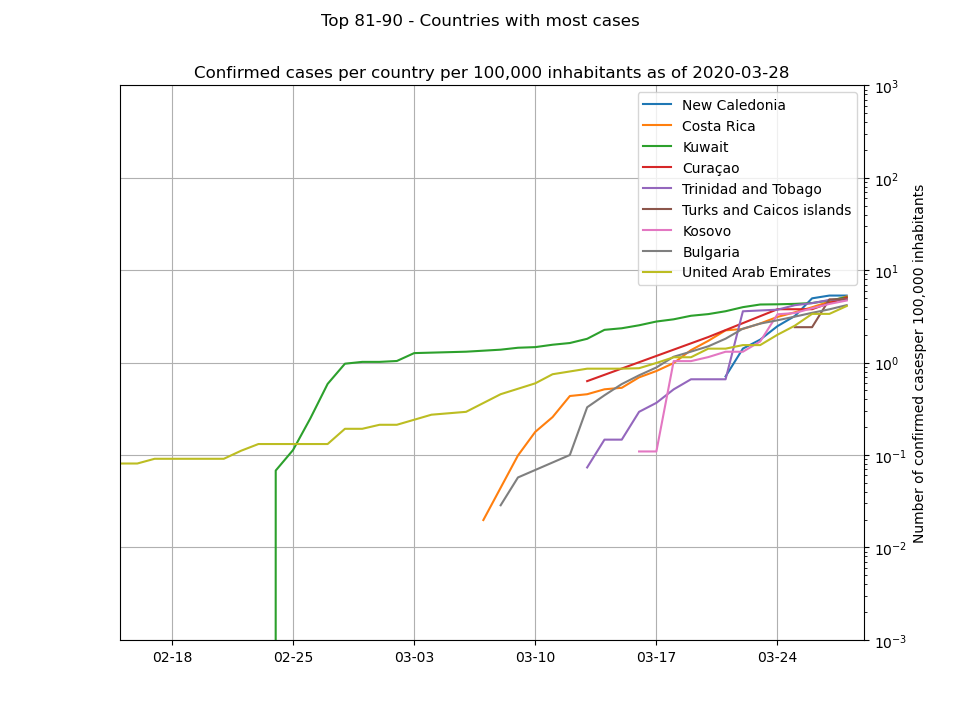 Top 81-90 - Countries with most cases
Confirmed cases per country per 100,000 inhabitants as of 2020-03-28
New Caledonia
Costa Rica
Kuwait
Curaçao
Trinidad and Tobago
Turks and Caicos islands
Kosovo
Bulgaria
United Arab Emirates
10³
10²
10¹
10⁰
10⁻¹
10⁻²
10⁻³
Number of confirmed casesper 100,000 inhabitants
02-18 02-25 03-03 03-10 03-17 03-24